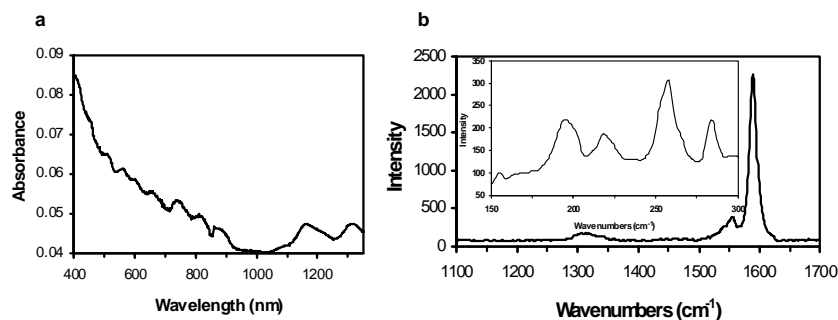 a
0.09
0.08
0.07
0.06
0.05
0.04
Absorbance
400 600 800 1000 1200
Wavelength (nm)
b
2500
2000
1500
1000
500
0
Intensity
1100 1200 1300 1400 1500 1600 1700
Wavenumbers (cm-1)
350
300
250
200
150
100
50
Intensity
150 200 250 300
Wavenumbers (cm-1)